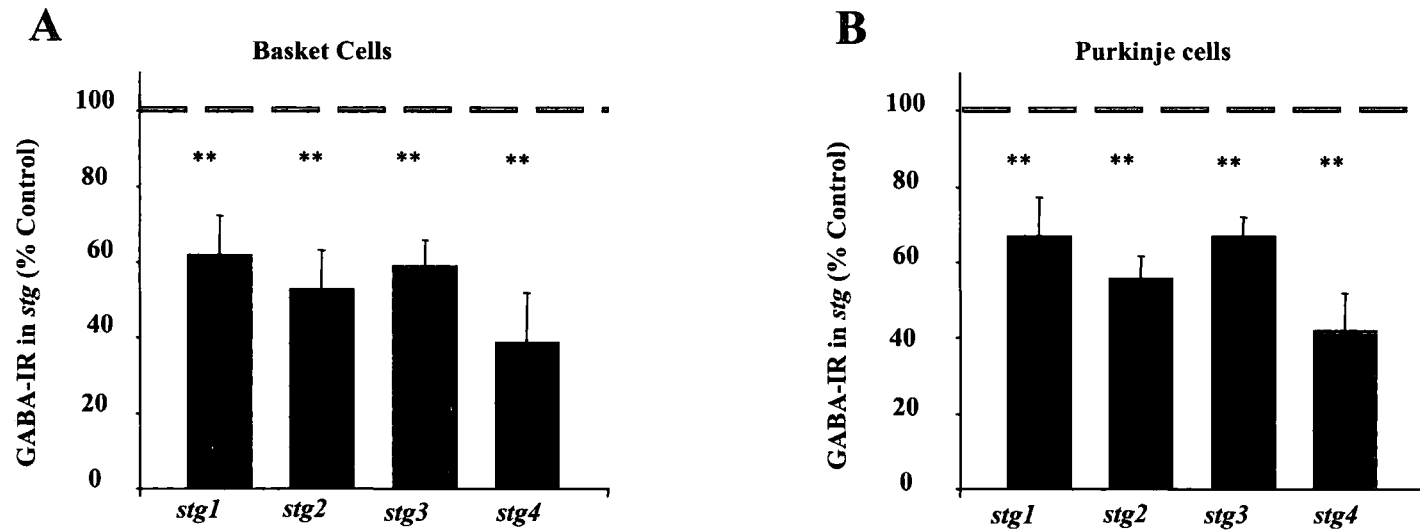 A
Basket Cells
GABA-IR in stg (% Control)
100
80
60
40
20
0
** ** ** **
stg1 stg2 stg3 stg4
B
Purkinje cells
GABA-IR in stg (% Control)
100
80
60
40
20
0
** ** ** **
stg1 stg2 stg3 stg4